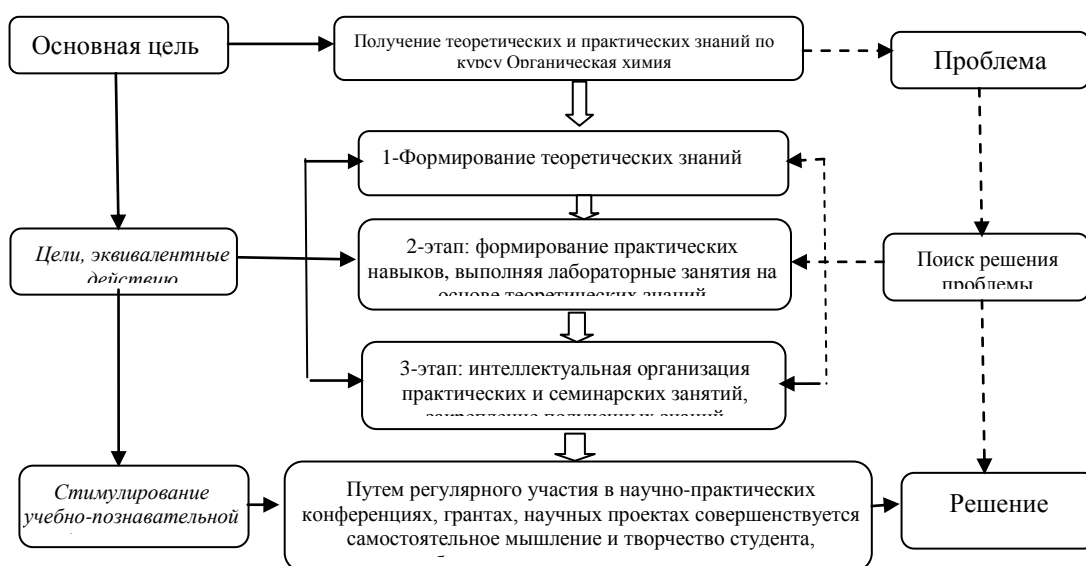 Основная цель
Получение теоретических и практических знаний по
курсу Органическая химия
Проблема
1-Формирование теоретических знаний
Цели, эквивалентные
действию
2-этап: формирование практических
навыков, выполняя лабораторные занятия на
основе теоретических знаний
Поиск решения
проблемы
3-этап: интеллектуальная организация
практических и семинарских занятий,
закрепление полученных знаний
Стимулирование
учебно-познавательной
Путем регулярного участия в научно-практических
конференциях, грантах, научных проектах совершенствуется
самостоятельное мышление и творчество студента,
Решение